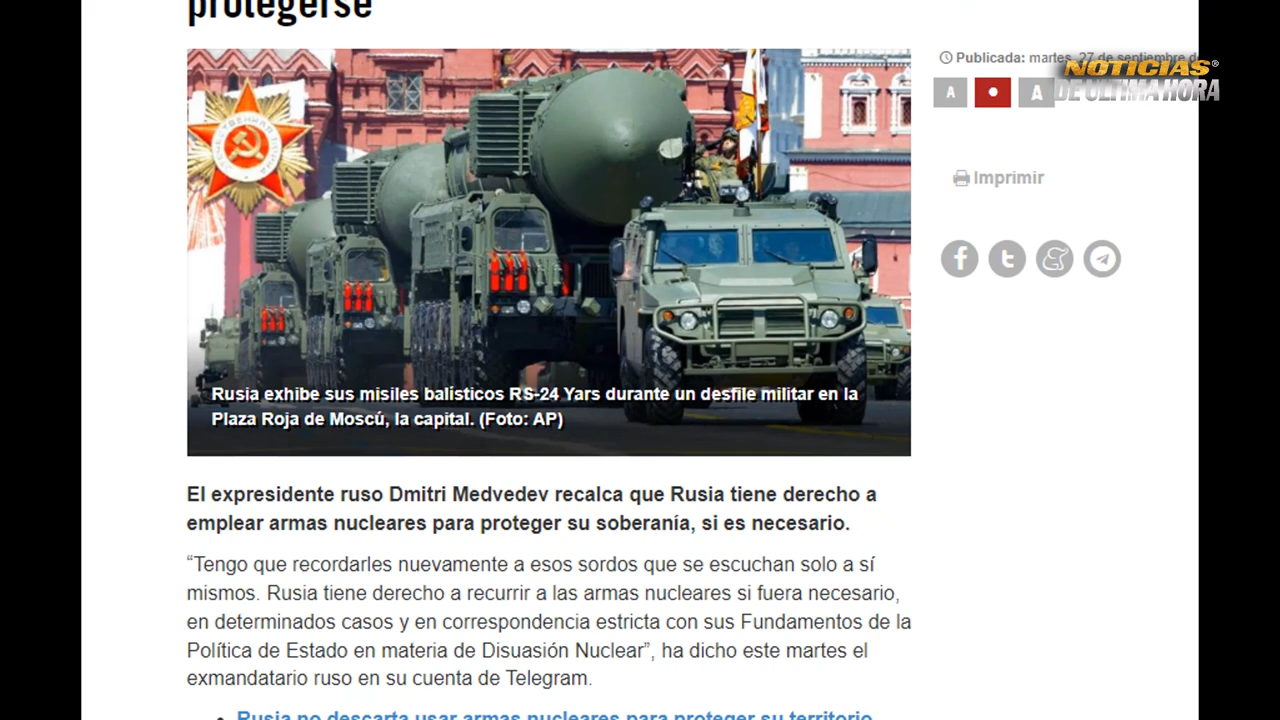 protegerse
Publicada: martes, 27 de septiembre d
NOTICIAS®
DE ULTIMA HORA
A
A
Imprimir
Rusia exhibe sus misiles balísticos RS-24 Yars durante un desfile militar en la
Plaza Roja de Moscú, la capital. (Foto: AP)
El expresidente ruso Dmitri Medvedev recalca que Rusia tiene derecho a
emplear armas nucleares para proteger su soberanía, si es necesario.
“Tengo que recordarles nuevamente a esos sordos que se escuchan solo a sí
mismos. Rusia tiene derecho a recurrir a las armas nucleares si fuera necesario,
en determinados casos y en correspondencia estricta con sus Fundamentos de la
Política de Estado en materia de Disuasión Nuclear”, ha dicho este martes el
exmandatario ruso en su cuenta de Telegram.
• Rusia no descarta usar armas nucleares para proteger su territorio